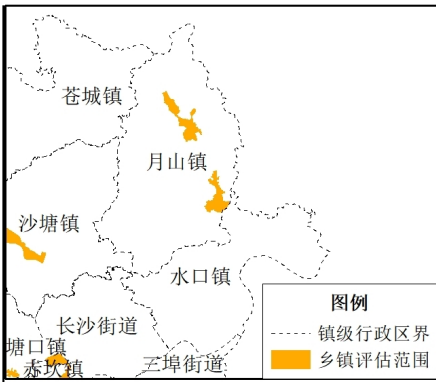 苍城镇
月山镇
沙塘镇
水口镇
长沙街道
塘口镇
赤坎镇
三埠街道
图例
镇级行政区界
乡镇评估范围